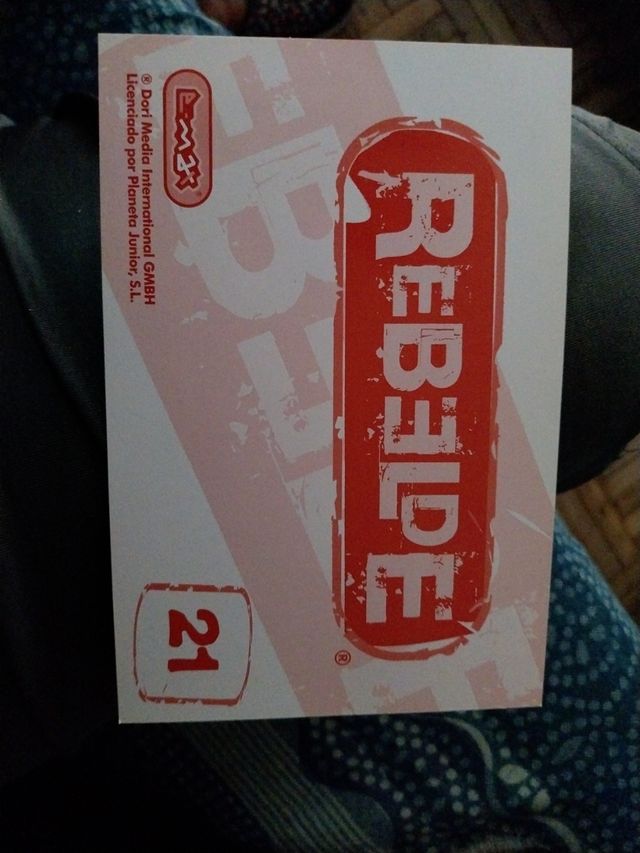 REBELDE
®
® Dori Media International GMBH
Licenciado por Planeta Junior, S.L.
21